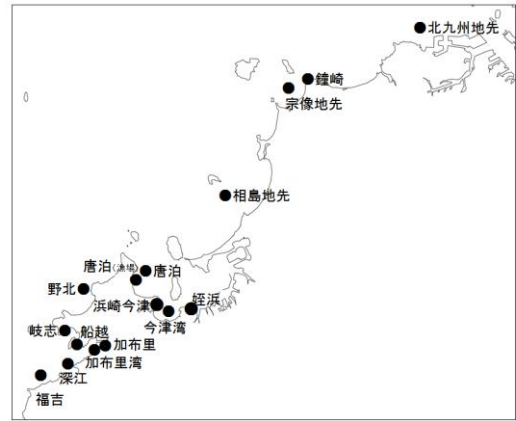 北九州地先
鐘崎
宗像地先
相島地先
唐泊(漁場)
唐泊
野北
浜崎今津
姪浜
今津湾
岐志
船越
加布里
加布里湾
深江
福吉